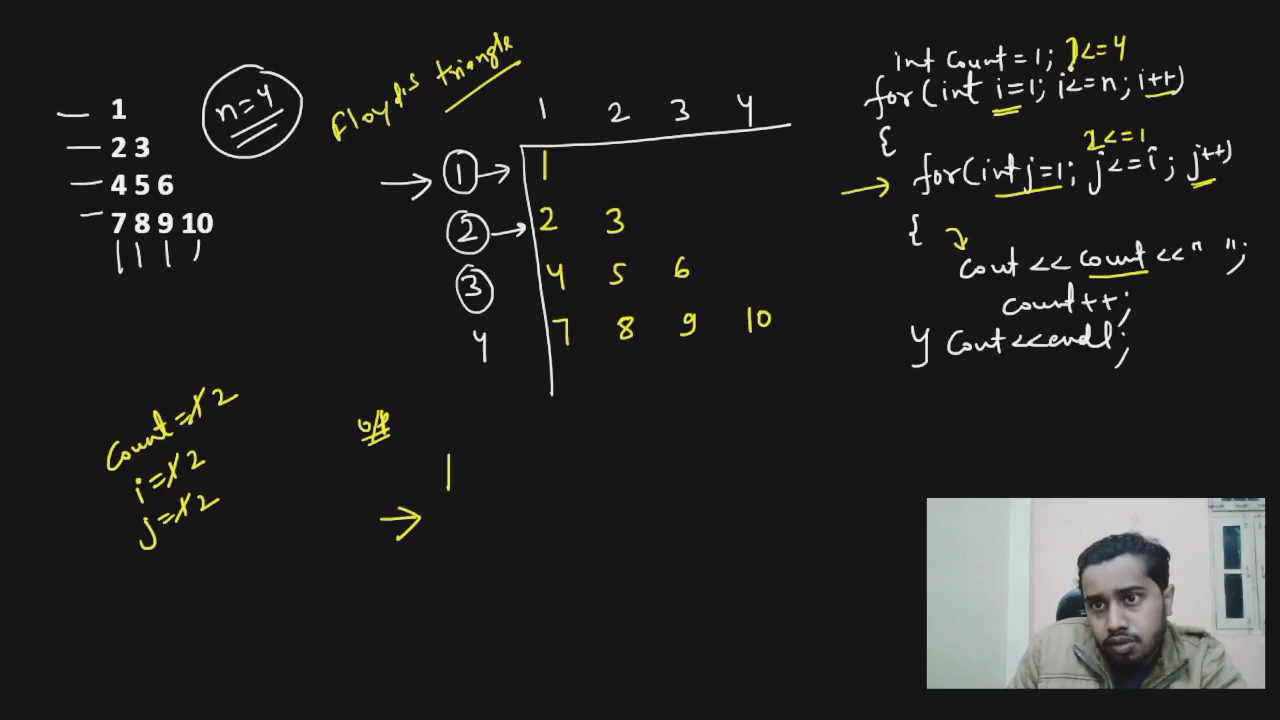 1
2 3
4 5 6
7 8 9 10
n=4
Floyd's triangle
1 2 3 4
1 1
2 2 3
3 4 5 6
4 7 8 9 10
int count = 1; 1<=4
for(int i=1; i<=n; i++)
{
2<=1
for(int j=1; j<=i; j++)
{
cout << count <<" ";
count++;
} cout<<endl;
count=1 2
i=1 2
j=1 2
o/p
1